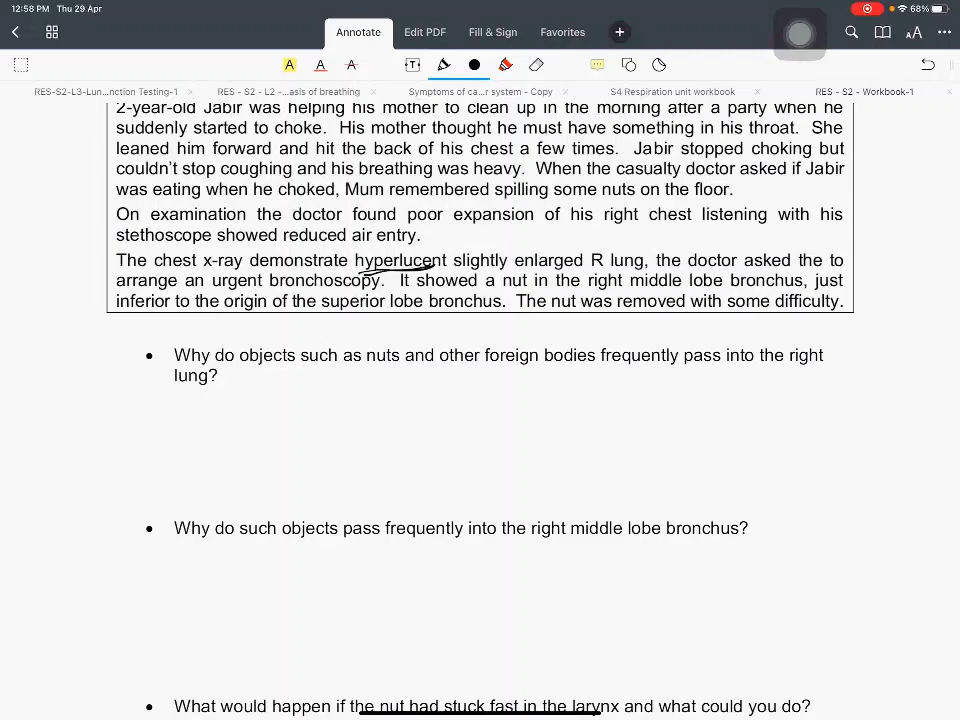 12:58 PM Thu 29 Apr
68%
Annotate Edit PDF Fill & Sign Favorites
AA
A A A T
RES-S2-L3-Lun...nction Testing-1 × RES - S2 - L2 -...asis of breathing × Symptoms of ca...r system - Copy × S4 Respiration unit workbook × RES - S2 - Workbook-1 ×
2-year-old Jabir was helping his mother to clean up in the morning after a party when he
suddenly started to choke. His mother thought he must have something in his throat. She
leaned him forward and hit the back of his chest a few times. Jabir stopped choking but
couldn't stop coughing and his breathing was heavy. When the casualty doctor asked if Jabir
was eating when he choked, Mum remembered spilling some nuts on the floor.
On examination the doctor found poor expansion of his right chest listening with his
stethoscope showed reduced air entry.
The chest x-ray demonstrate hyperlucent slightly enlarged R lung, the doctor asked the to
arrange an urgent bronchoscopy. It showed a nut in the right middle lobe bronchus, just
inferior to the origin of the superior lobe bronchus. The nut was removed with some difficulty.
• Why do objects such as nuts and other foreign bodies frequently pass into the right
lung?
• Why do such objects pass frequently into the right middle lobe bronchus?
• What would happen if the nut had stuck fast in the larynx and what could you do?